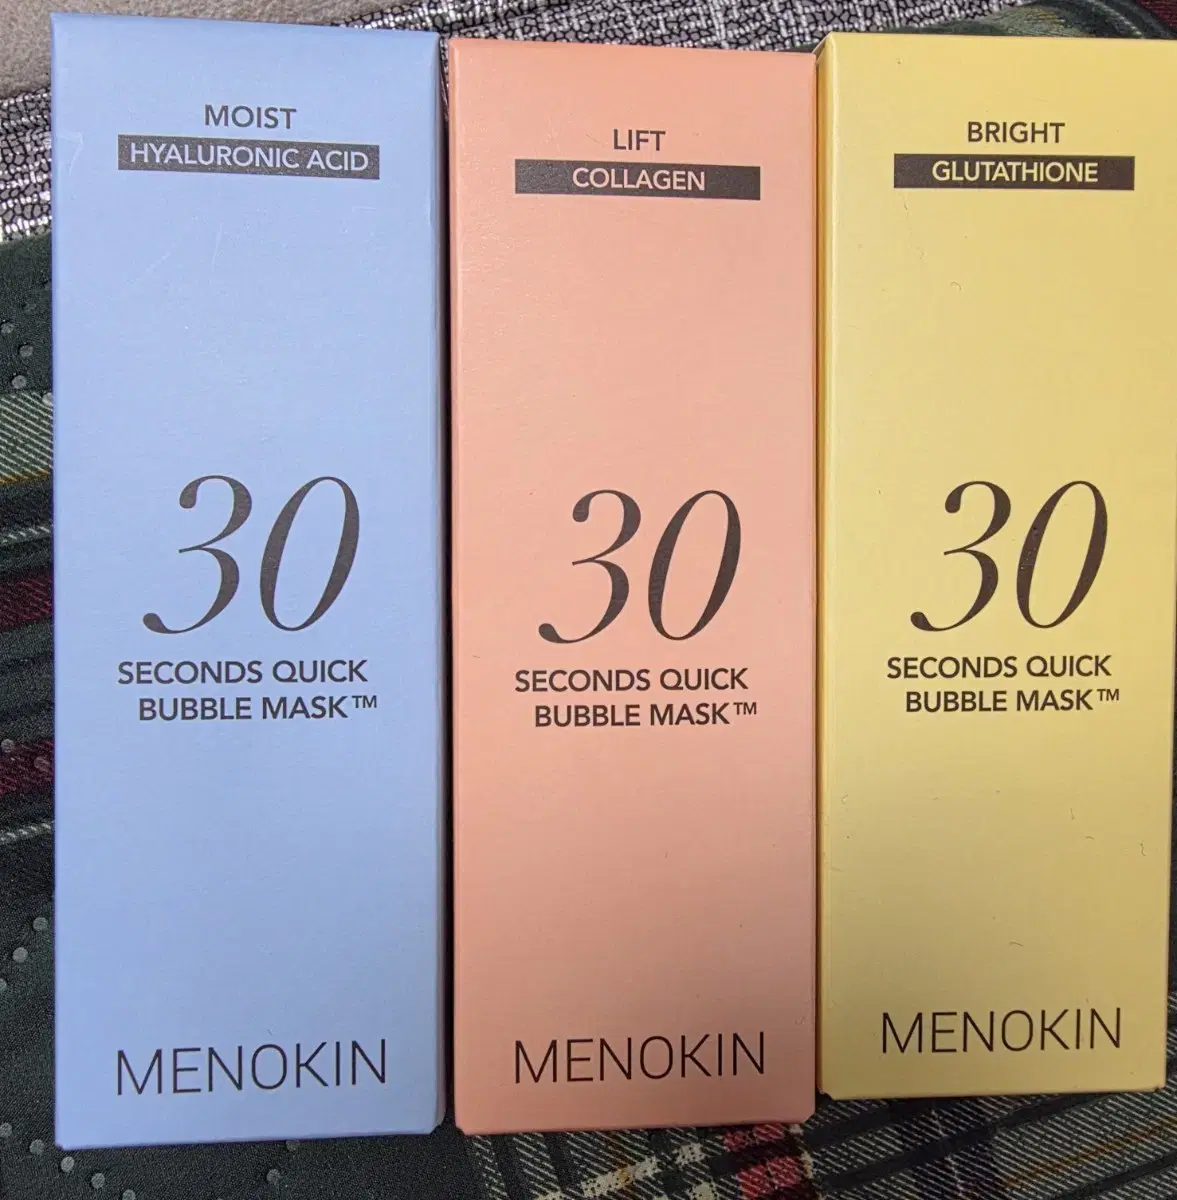 MOIST
HYALURONIC ACID
30
SECONDS QUICK
BUBBLE MASK™
MENOKIN
LIFT
COLLAGEN
30
SECONDS QUICK
BUBBLE MASK™
MENOKIN
BRIGHT
GLUTATHIONE
30
SECONDS QUICK
BUBBLE MASK™
MENOKIN